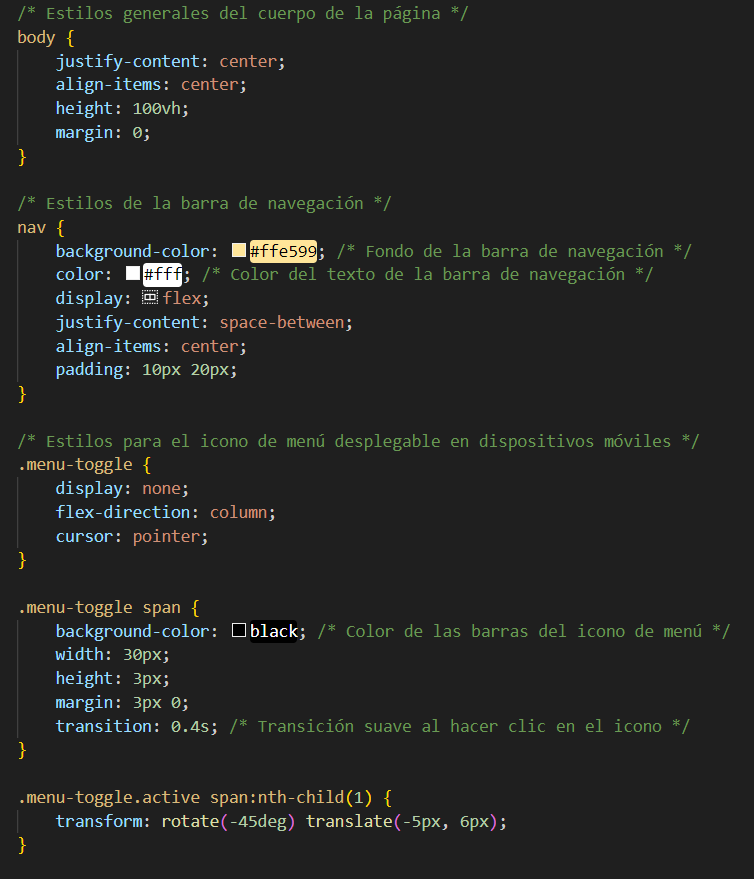 /* Estilos generales del cuerpo de la página */
body {
    justify-content: center;
    align-items: center;
    height: 100vh;
    margin: 0;
}

/* Estilos de la barra de navegación */
nav {
    background-color: #ffe599; /* Fondo de la barra de navegación */
    color: #fff; /* Color del texto de la barra de navegación */
    display: flex;
    justify-content: space-between;
    align-items: center;
    padding: 10px 20px;
}

/* Estilos para el icono de menú desplegable en dispositivos móviles */
.menu-toggle {
    display: none;
    flex-direction: column;
    cursor: pointer;
}

.menu-toggle span {
    background-color: black; /* Color de las barras del icono de menú */
    width: 30px;
    height: 3px;
    margin: 3px 0;
    transition: 0.4s; /* Transición suave al hacer clic en el icono */
}

.menu-toggle.active span:nth-child(1) {
    transform: rotate(-45deg) translate(-5px, 6px);
}